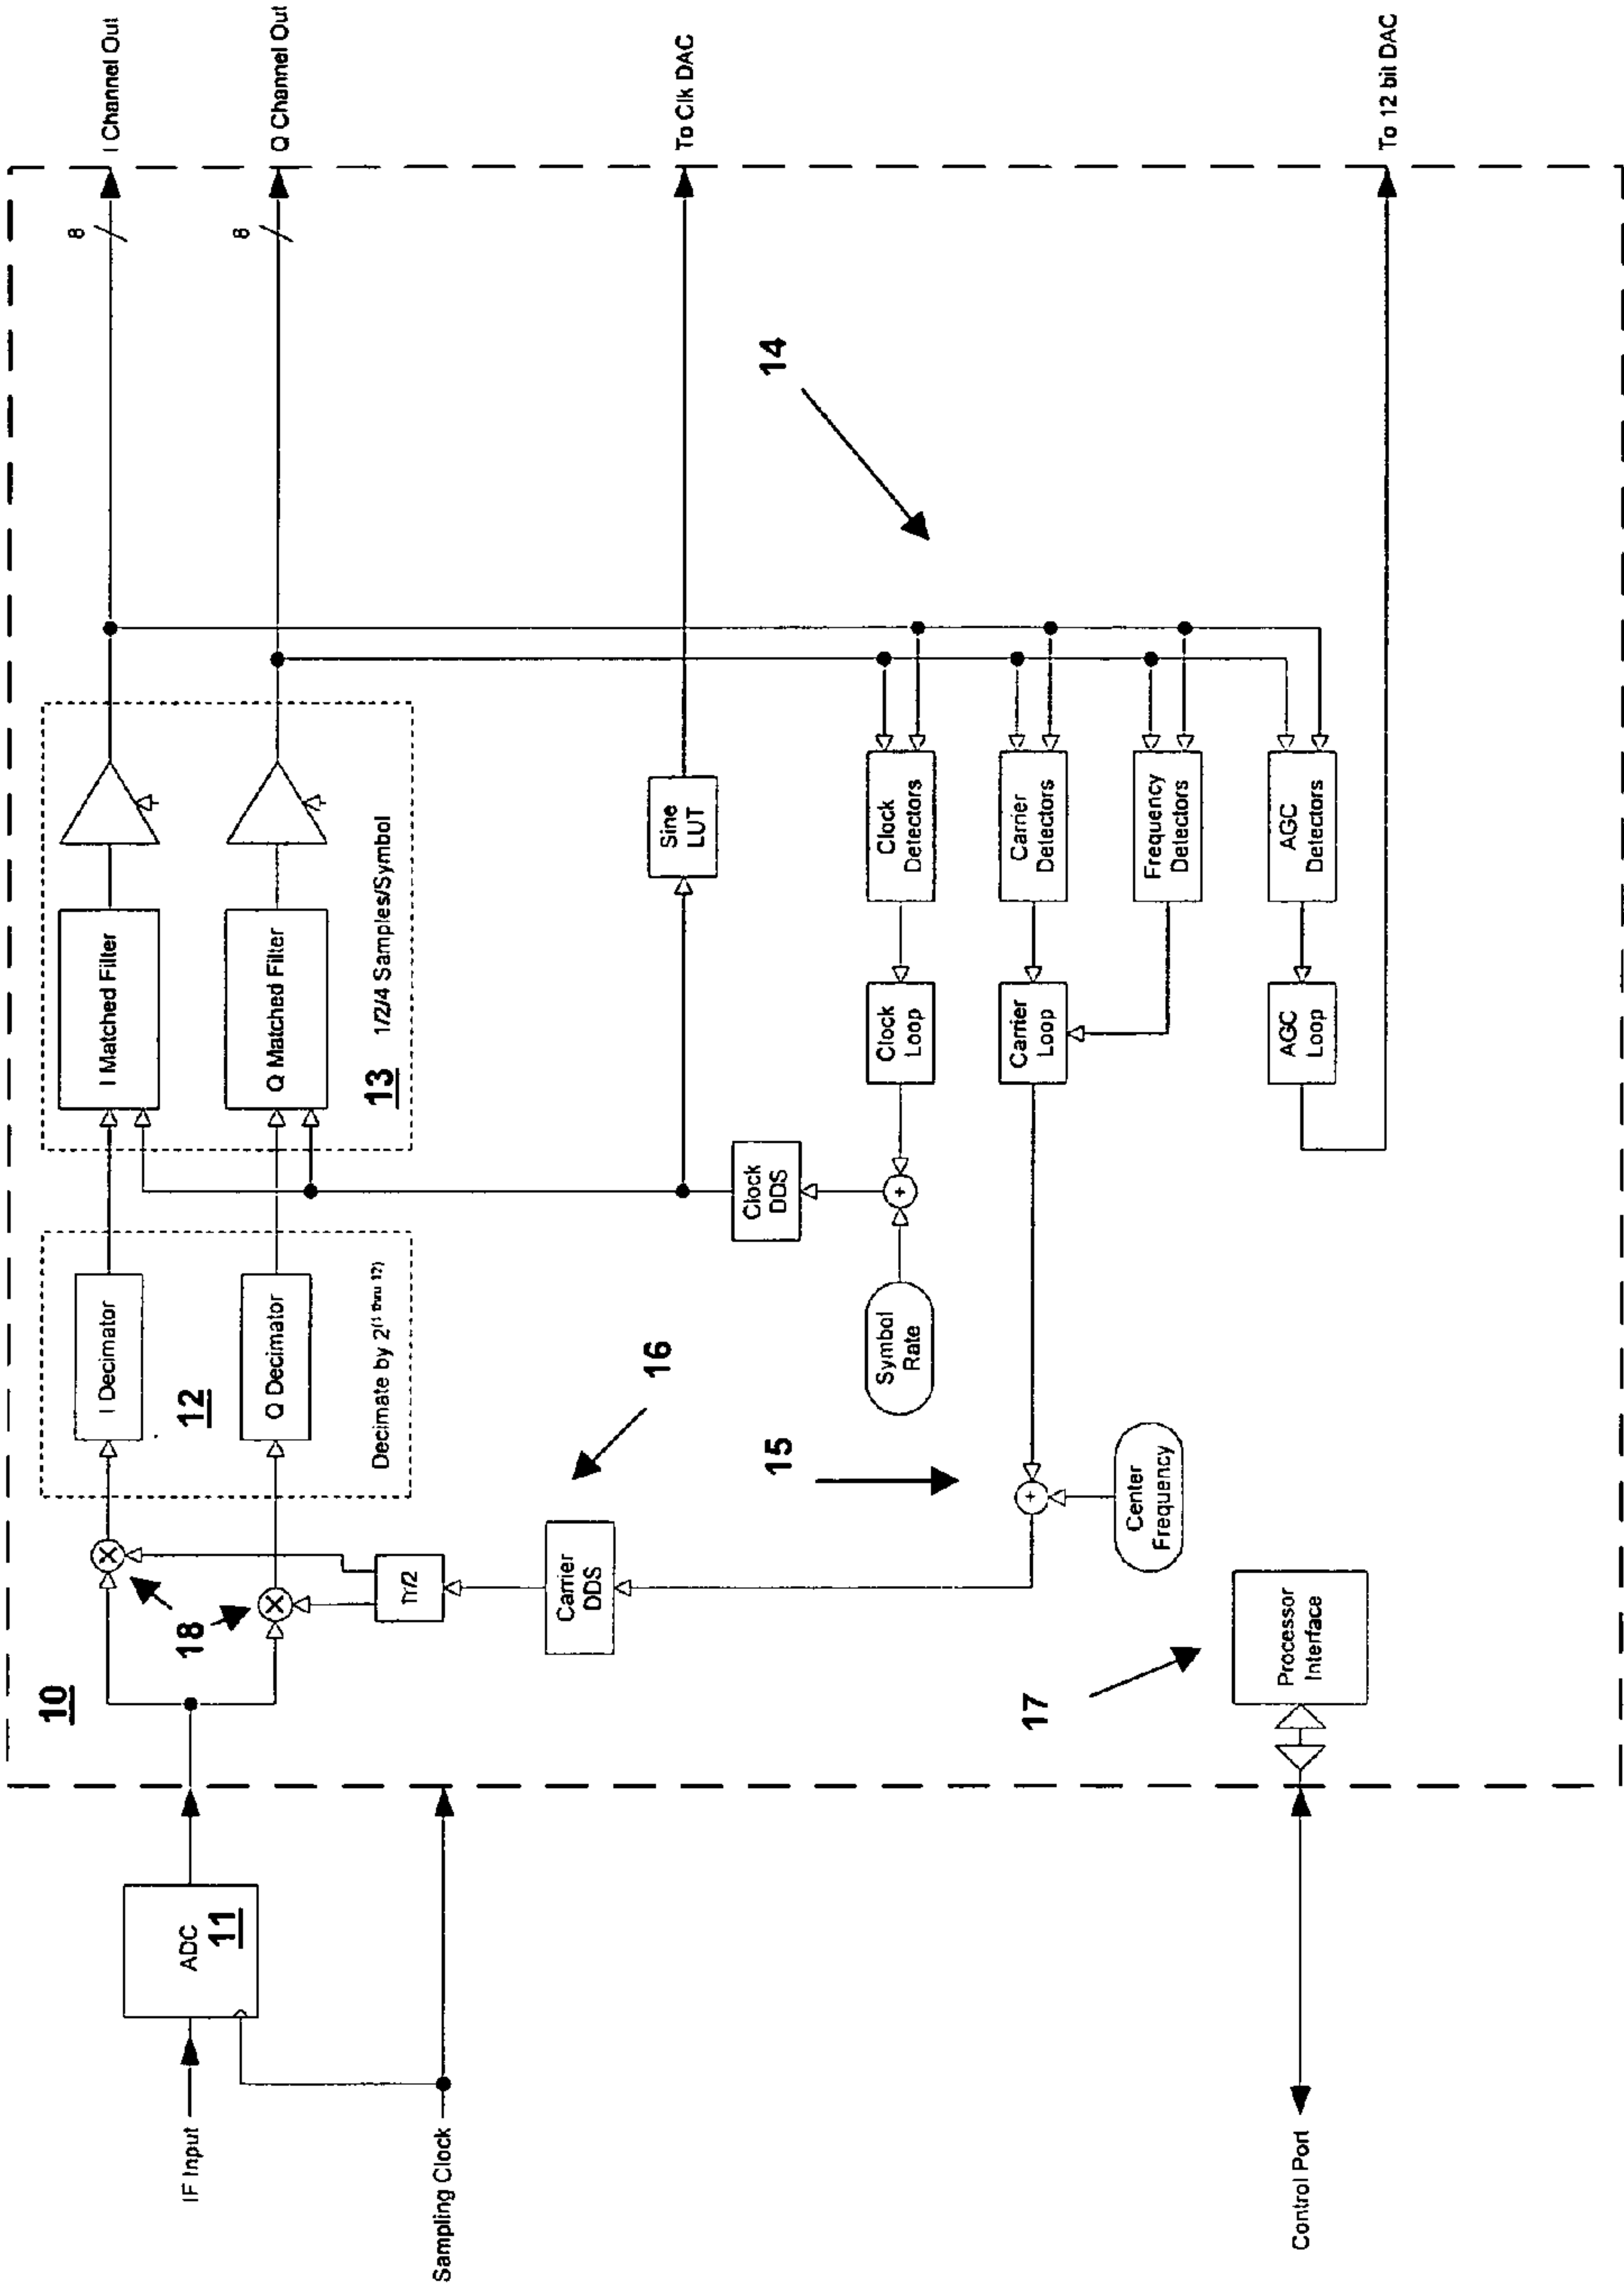 IF Input
Sampling Clock
Control Port
ADC
11
10
18
π/2
Carrier
DDS
16
I Decimator
12
Q Decimator
I Matched Filter
Q Matched Filter
13
1/2/4 Samples/Symbol
8
8
I Channel Out
Q Channel Out
Sine
LUT
To Clk DAC
Clock
DDS
Symbol
Rate
+
Clock
Loop
Clock
Detectors
14
15
+
Center
Frequency
Carrier
Loop
Carrier
Detectors
Frequency
Detectors
AGC
Loop
AGC
Detectors
To 12 bit DAC
17
Processor
Interface
Decimate by 2(1 thru 12)